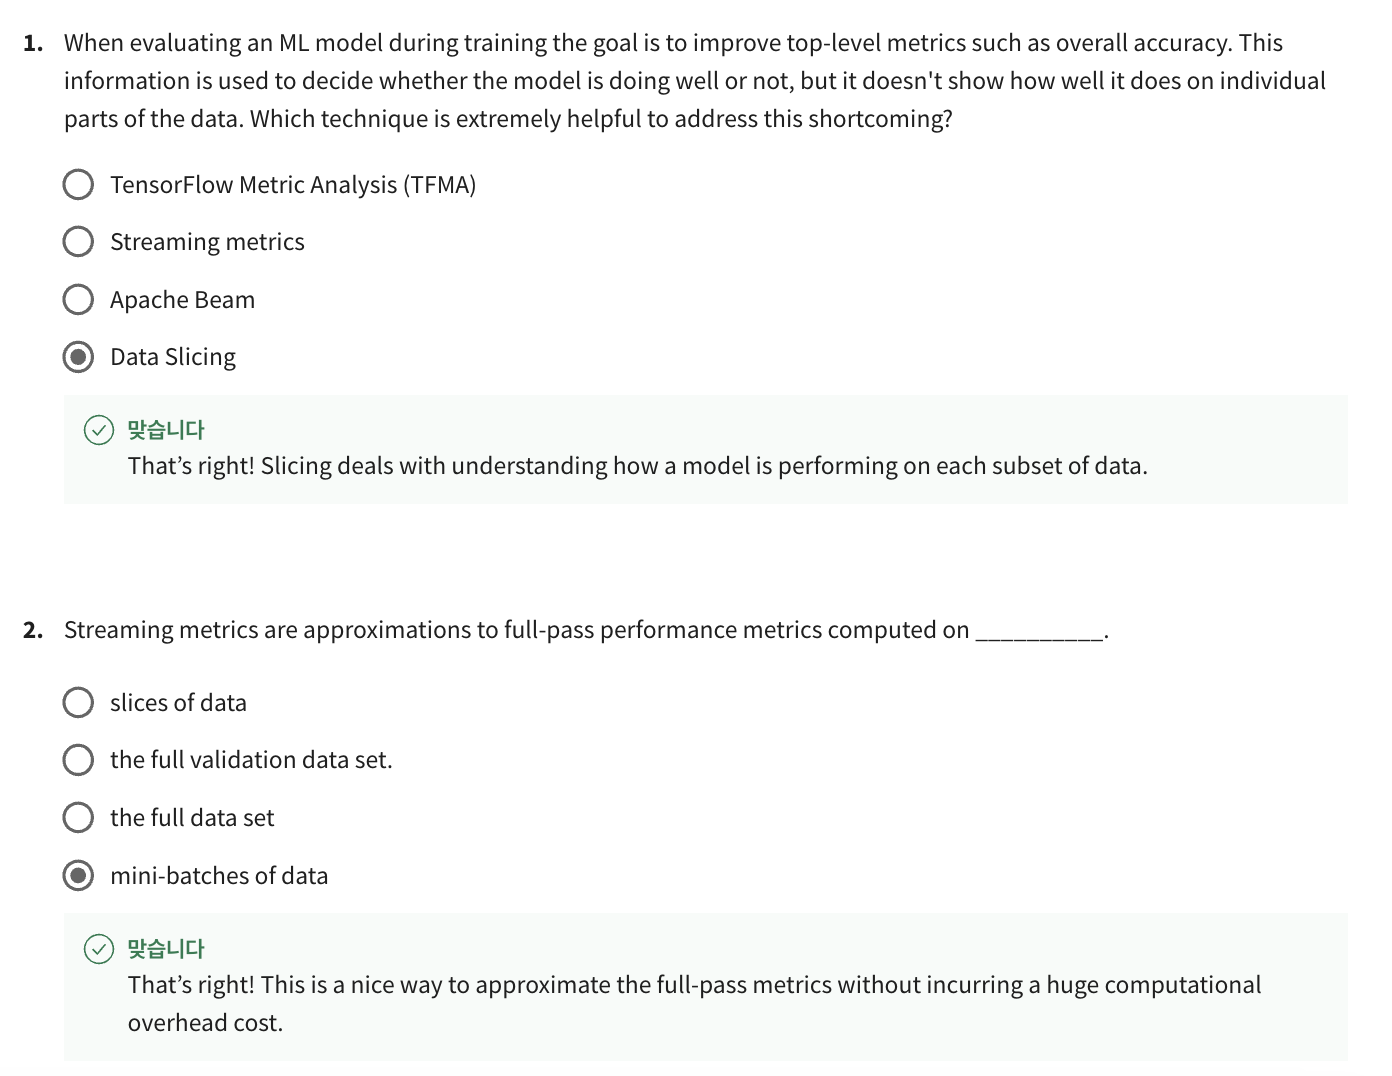 1. When evaluating an ML model during training the goal is to improve top-level metrics such as overall accuracy. This
information is used to decide whether the model is doing well or not, but it doesn't show how well it does on individual
parts of the data. Which technique is extremely helpful to address this shortcoming?
TensorFlow Metric Analysis (TFMA)
Streaming metrics
Apache Beam
Data Slicing
맞습니다
That’s right! Slicing deals with understanding how a model is performing on each subset of data.
2. Streaming metrics are approximations to full-pass performance metrics computed on __________.
slices of data
the full validation data set.
the full data set
mini-batches of data
맞습니다
That’s right! This is a nice way to approximate the full-pass metrics without incurring a huge computational
overhead cost.